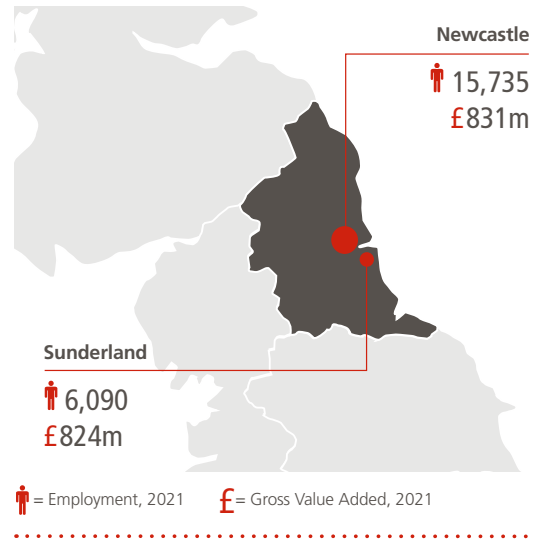 Newcastle
15,735
£831m
Sunderland
6,090
£824m
= Employment, 2021 £ = Gross Value Added, 2021